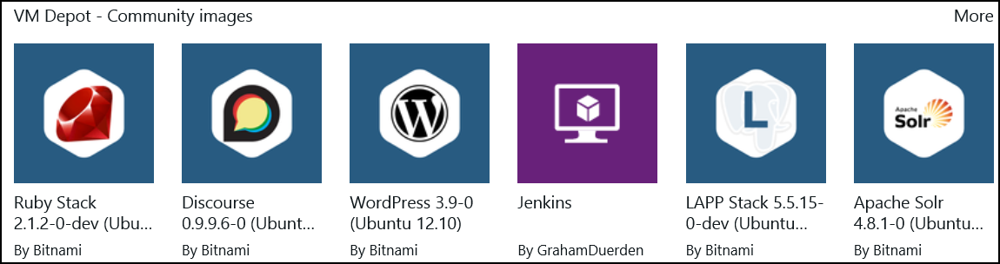 VM Depot - Community images
More
Apache
Solr
L
W
Ruby Stack
2.1.2-0-dev (Ubu...
By Bitnami
Discourse
0.9.9.6-0 (Ubunt...
By Bitnami
WordPress 3.9-0
(Ubuntu 12.10)
By Bitnami
Jenkins
By GrahamDuerden
LAPP Stack 5.5.15-
0-dev (Ubuntu...
By Bitnami
Apache Solr
4.8.1-0 (Ubuntu...
By Bitnami